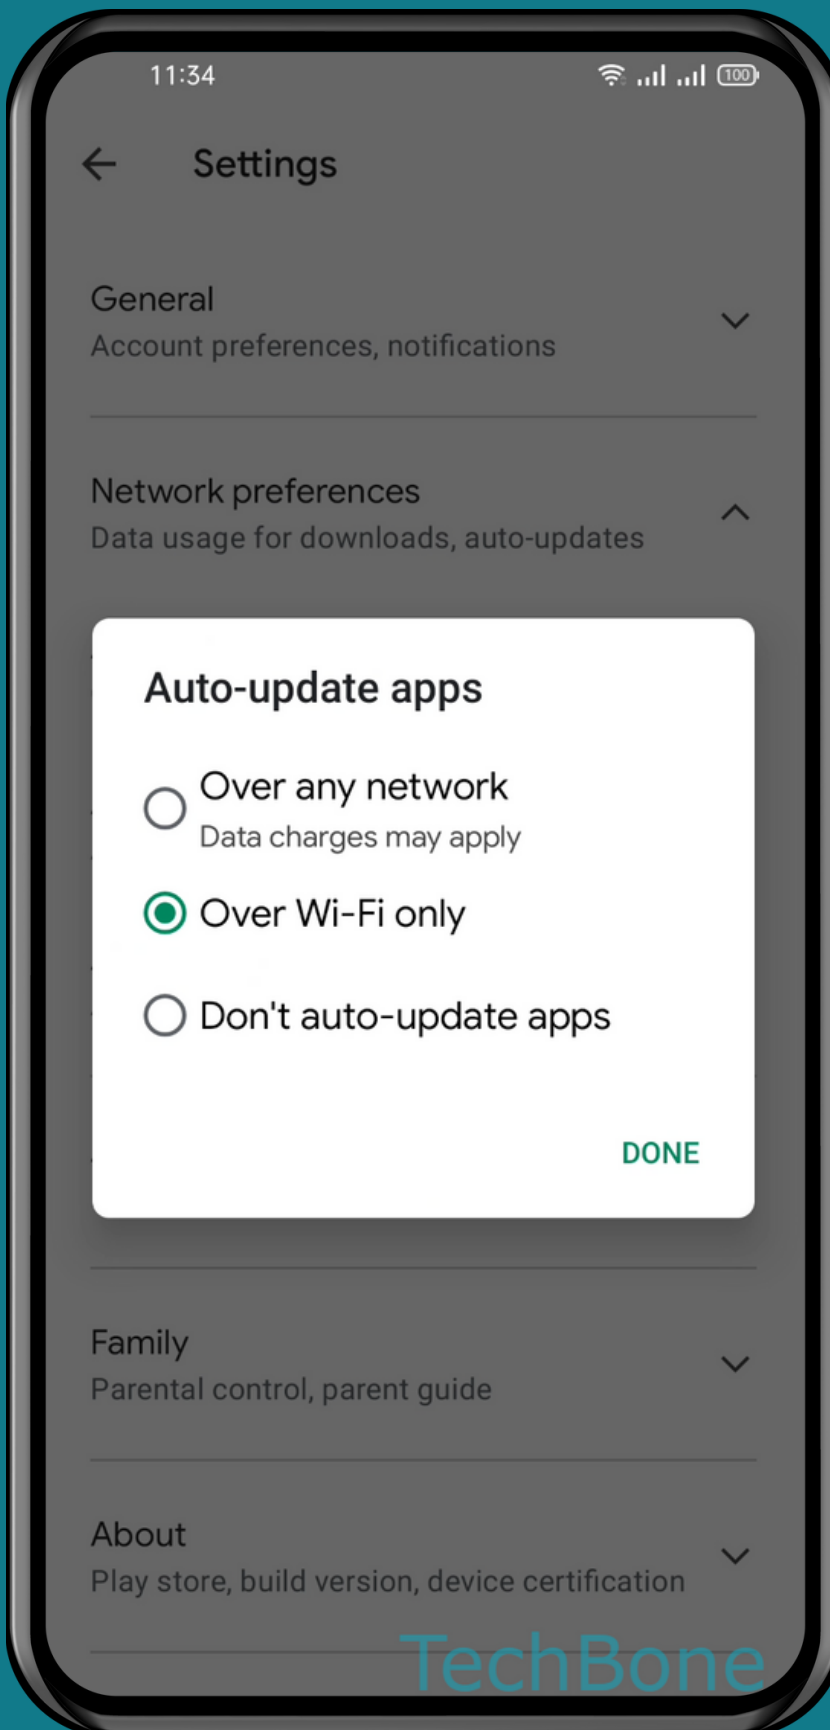 11:34
100
Settings
General
Account preferences, notifications
Network preferences
Data usage for downloads, auto-updates
Auto-update apps
Over any network
Data charges may apply
Over Wi-Fi only
Don't auto-update apps
DONE
Family
Parental control, parent guide
About
Play store, build version, device certification
TechBone